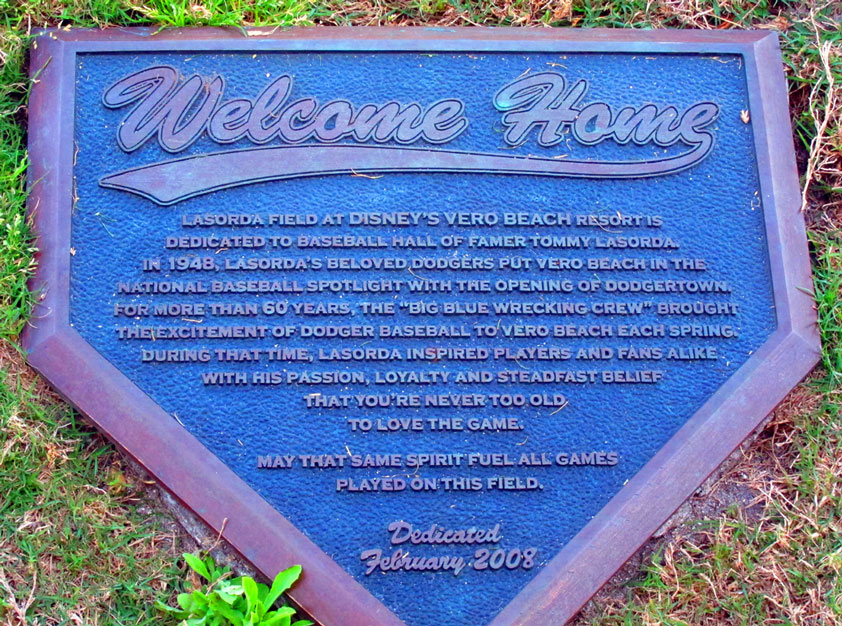 Welcome Home
LASORDA FIELD AT DISNEY'S VERO BEACH RESORT IS
DEDICATED TO BASEBALL HALL OF FAMER TOMMY LASORDA.
IN 1948, LASORDA'S BELOVED DODGERS PUT VERO BEACH IN THE
NATIONAL BASEBALL SPOTLIGHT WITH THE OPENING OF DODGERTOWN.
FOR MORE THAN 60 YEARS, THE "BIG BLUE WRECKING CREW" BROUGHT
THE EXCITEMENT OF DODGER BASEBALL TO VERO BEACH EACH SPRING.
DURING THAT TIME, LASORDA INSPIRED PLAYERS AND FANS ALIKE
WITH HIS PASSION, LOYALTY AND STEADFAST BELIEF
THAT YOU'RE NEVER TOO OLD
TO LOVE THE GAME.
MAY THAT SAME SPIRIT FUEL ALL GAMES
PLAYED ON THIS FIELD.
Dedicated
February 2008